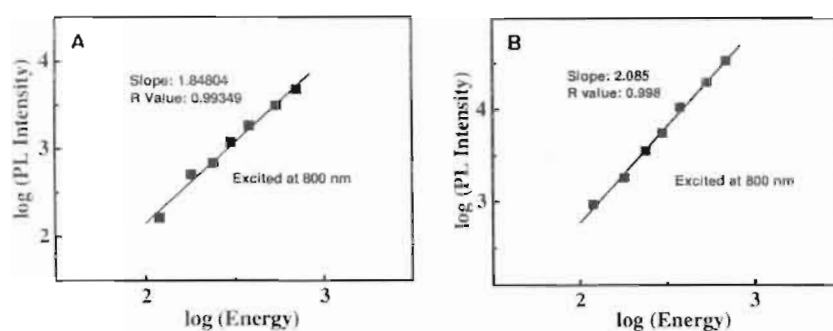 A
Slope: 1.84804
R Value: 0.99349
Excited at 800 nm
log (PL Intensity)
4
3
2
2
3
log (Energy)
B
Slope: 2.085
R value: 0.998
Excited at 800 nm
log (PL Intensity)
4
3
2
3
log (Energy)